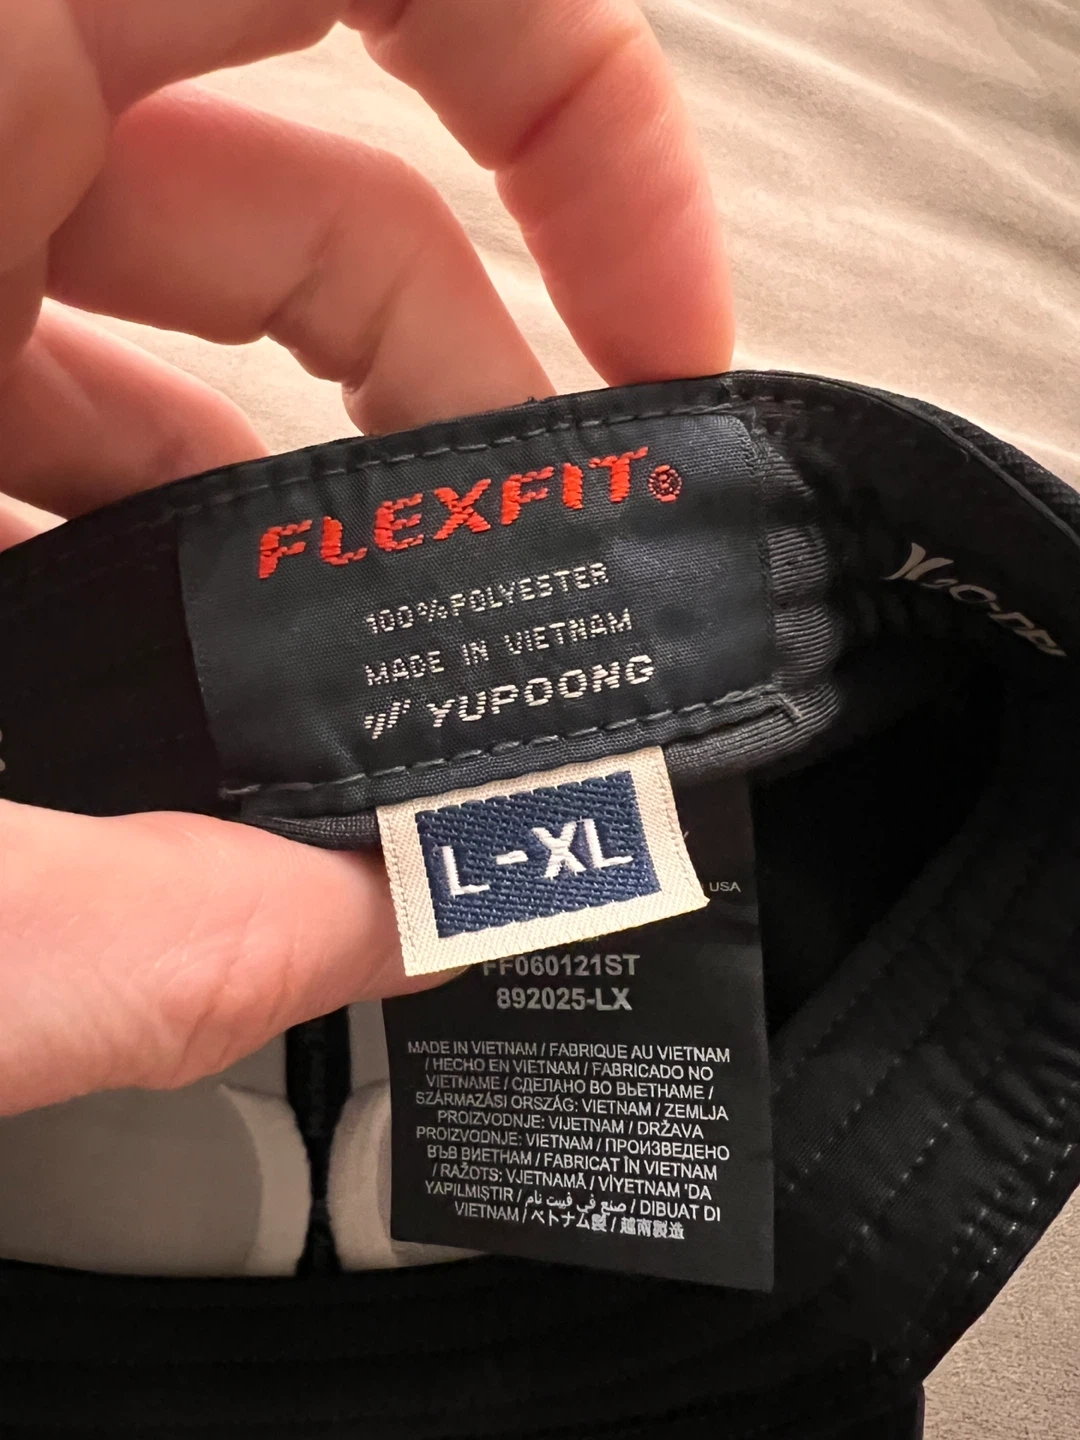 FLEXFIT®
100% POLYESTER
MADE IN VIETNAM
YUPOONG
L-XL
USA
FF060121ST
892025-LX
MADE IN VIETNAM / FABRIQUE AU VIETNAM
/ HECHO EN VIETNAM / FABRICADO NO
VIETNAME / СДЕЛАНО ВО ВЬЕТНАМЕ /
SZÁRMAZÁSI ORSZÁG: VIETNAM / ZEMLJA
PROIZVODNJE: VIJETNAM / DRŽAVA
PROIZVODNJE: VIETNAM / ПРОИЗВЕДЕНО
ВЪВ ВИЕТНАМ / FABRICAT ÎN VIETNAM
/ RAŽOTS: VJETNAMĀ / VİYETNAM 'DA
YAPILMIŞTIR / صنع في فييت نام / DIBUAT DI
VIETNAM / ベトナム製 / 越南製造